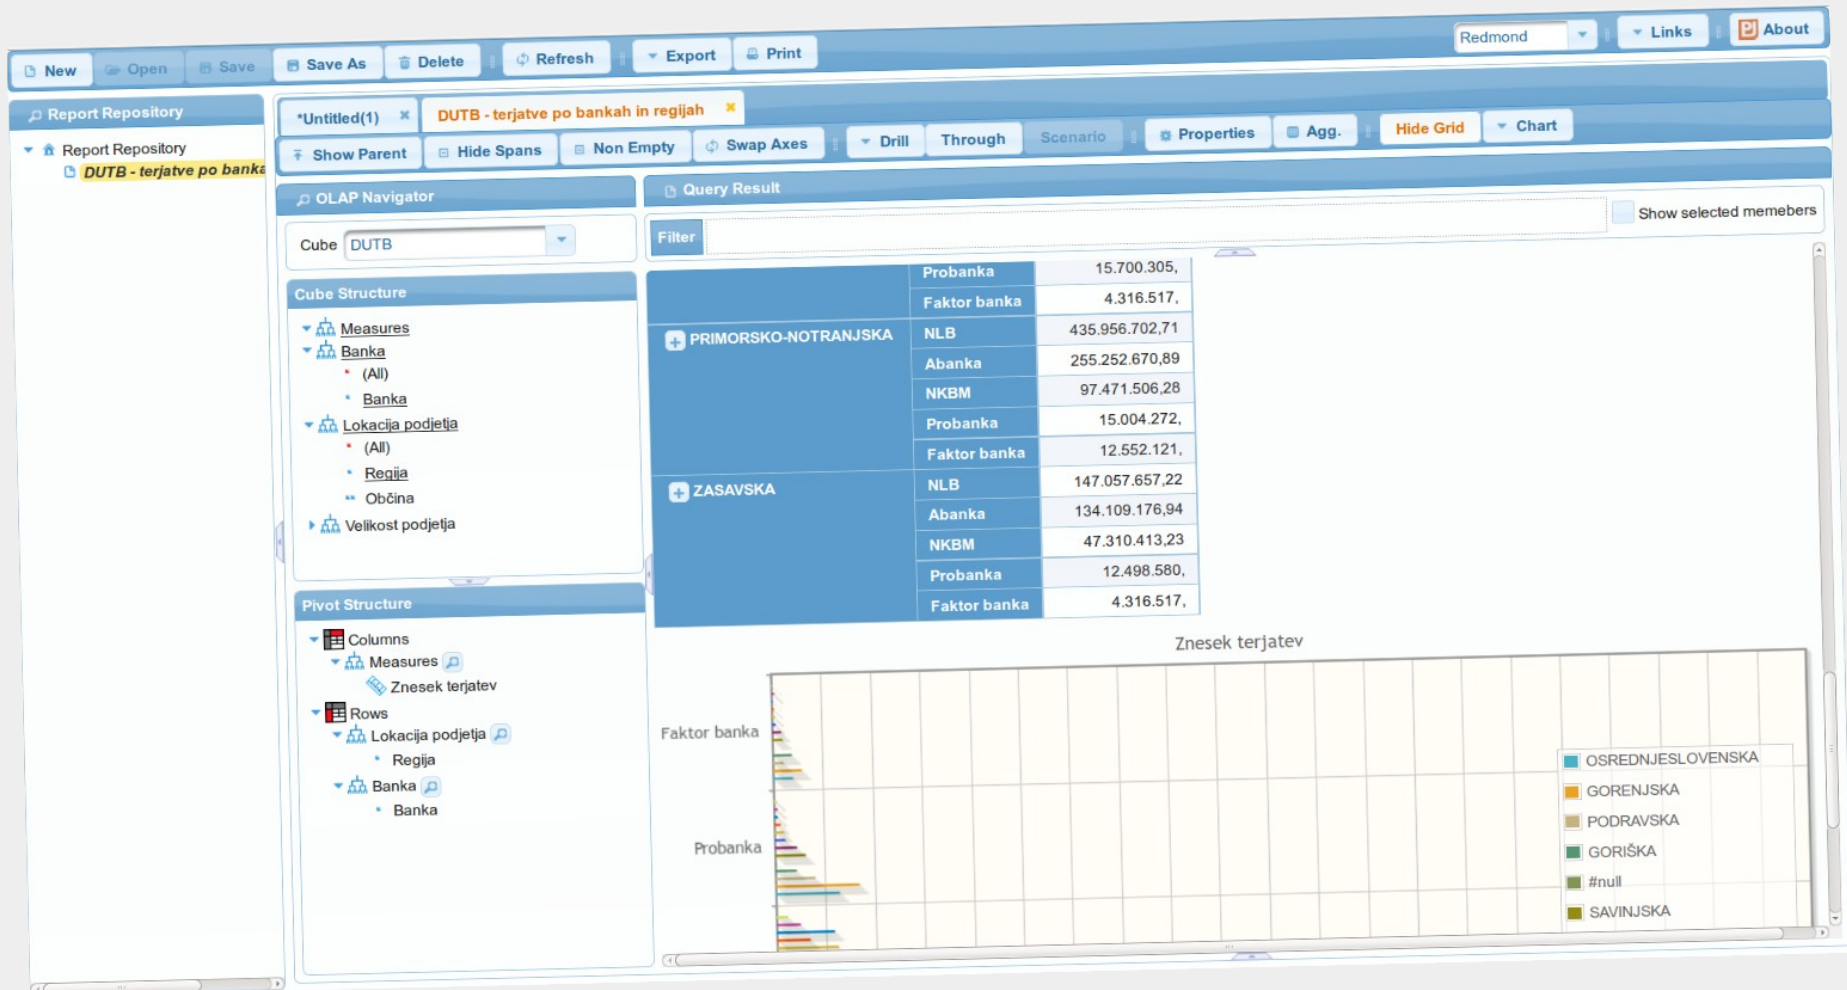 New Open Save Save As Delete Refresh Export Print Redmond Links About
Report Repository
Report Repository
DUTB - terjatve po banka
*Untitled(1) DUTB - terjatve po bankah in regijah
Show Parent Hide Spans Non Empty Swap Axes Drill Through Scenario Properties Agg. Hide Grid Chart
OLAP Navigator
Cube DUTB
Cube Structure
Measures
Banka
(All)
Banka
Lokacija podjetja
(All)
Regija
Občina
Velikost podjetja
Pivot Structure
Columns
Measures
Znesek terjatev
Rows
Lokacija podjetja
Regija
Banka
Banka
Query Result
Filter Show selected memebers
Probanka 15.700.305,
Faktor banka 4.316.517,
PRIMORSKO-NOTRANJSKA NLB 435.956.702,71
Abanka 255.252.670,89
NKBM 97.471.506,28
Probanka 15.004.272,
Faktor banka 12.552.121,
ZASAVSKA NLB 147.057.657,22
Abanka 134.109.176,94
NKBM 47.310.413,23
Probanka 12.498.580,
Faktor banka 4.316.517,
Znesek terjatev
Faktor banka
Probanka
OSREDNJESLOVENSKA
GORENJSKA
PODRAVSKA
GORIŠKA
#null
SAVINJSKA